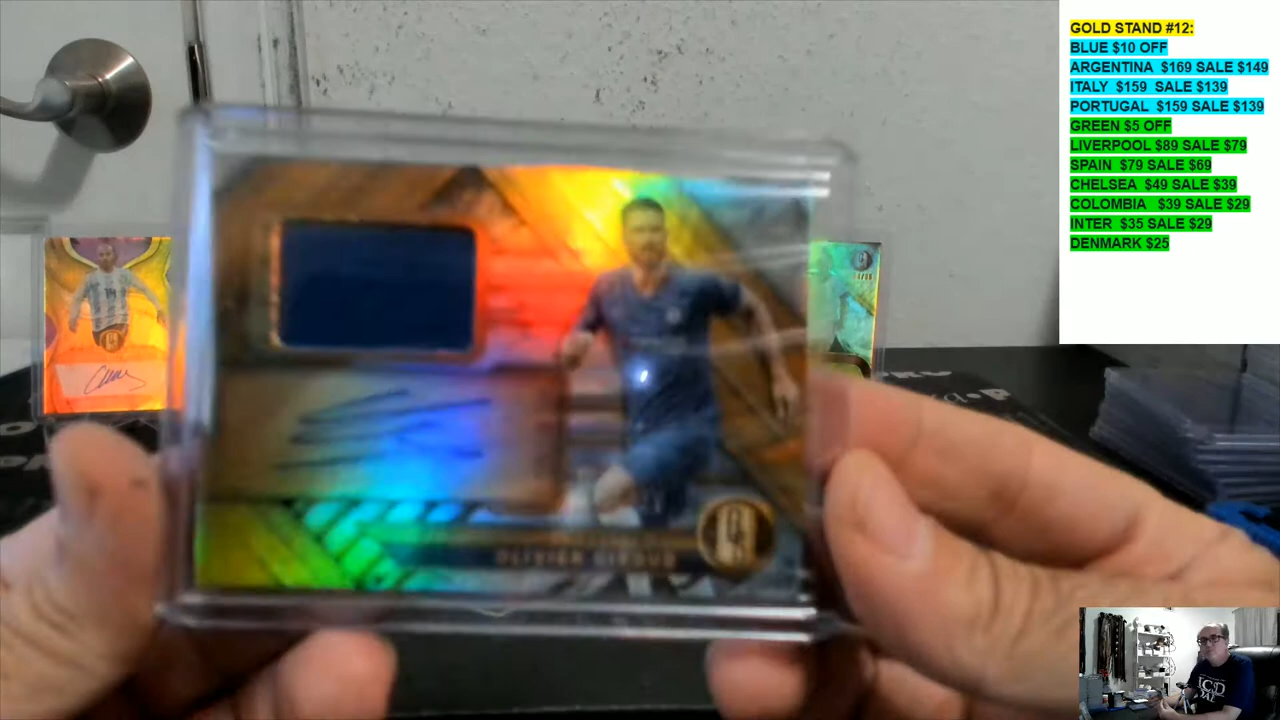 GOLD STAND #12:
BLUE $10 OFF
ARGENTINA $169 SALE $149
ITALY $159 SALE $139
PORTUGAL $159 SALE $139
GREEN $5 OFF
LIVERPOOL $89 SALE $79
SPAIN $79 SALE $69
CHELSEA $49 SALE $39
COLOMBIA $39 SALE $29
INTER $35 SALE $29
DENMARK $25
OLIVIER GIROUD